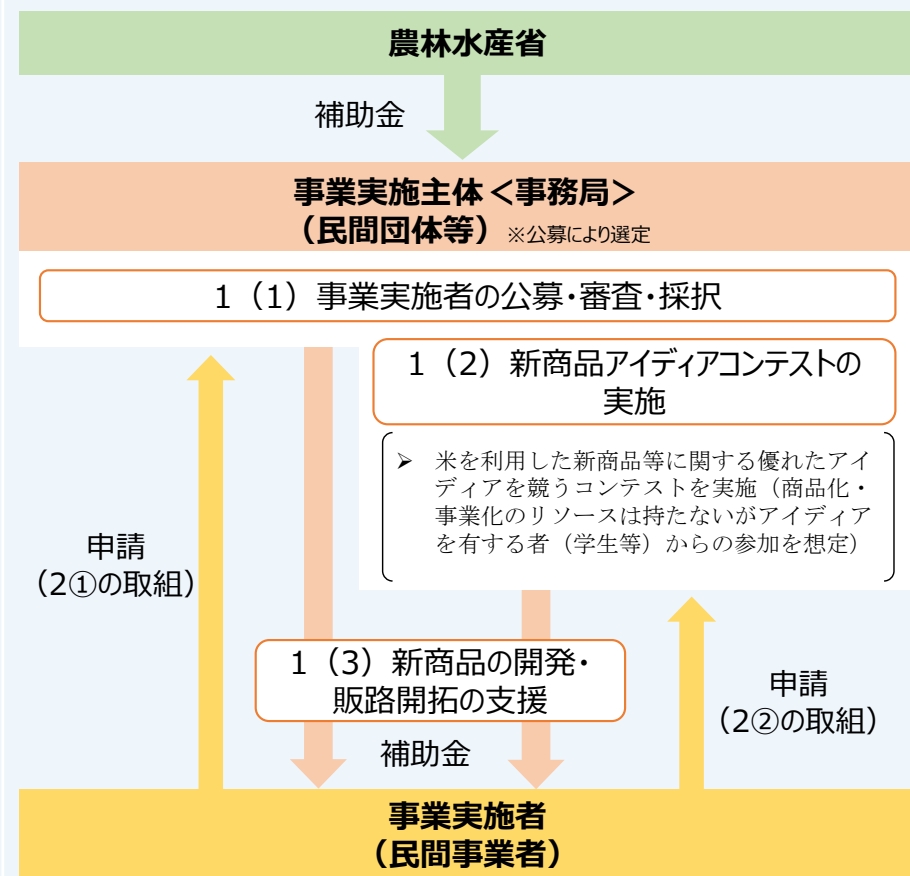 農林水産省
補助金
事業実施主体<事務局>
（民間団体等）※公募により選定
1（1）事業実施者の公募・審査・採択
1（2）新商品アイディアコンテストの
実施
➢ 米を利用した新商品等に関する優れたアイ
ディアを競うコンテストを実施（商品化・
事業化のリソースは持たないがアイディア
を有する者（学生等）からの参加を想定）
申請
（2①の取組）
1（3）新商品の開発・
販路開拓の支援
申請
（2②の取組）
補助金
事業実施者
（民間事業者）